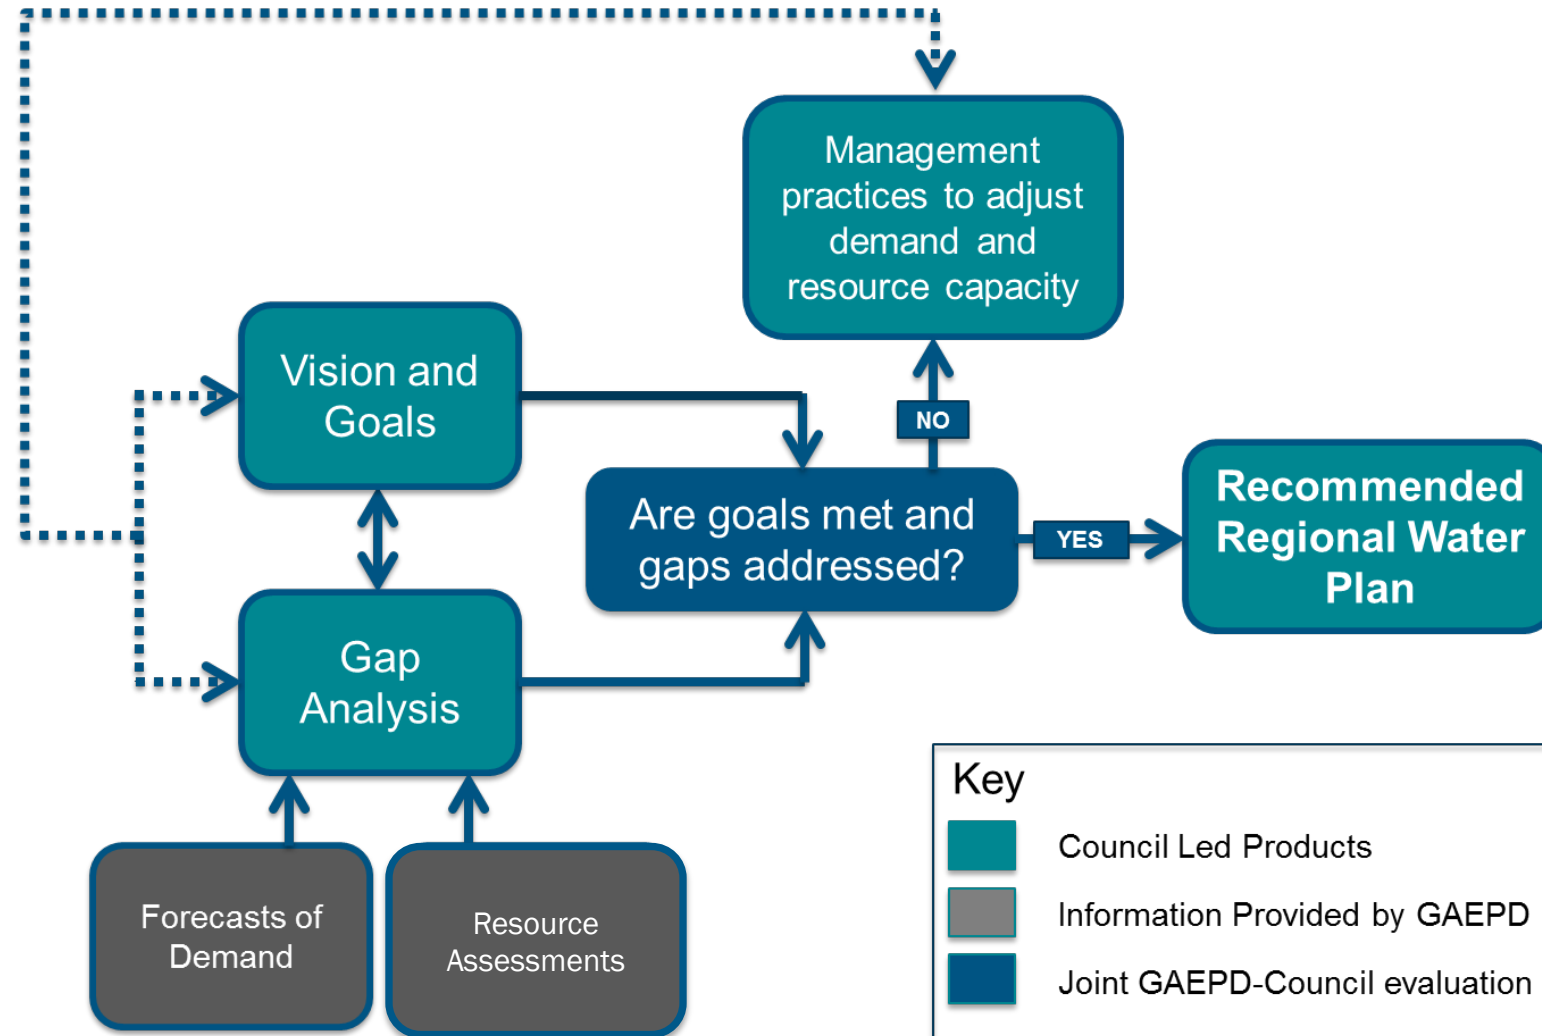 Management
practices to adjust
demand and
resource capacity
Vision and
Goals
NO
Are goals met and
gaps addressed?
YES
Recommended
Regional Water
Plan
Gap
Analysis
Forecasts of
Demand
Resource
Assessments
Key
Council Led Products
Information Provided by GAEPD
Joint GAEPD-Council evaluation